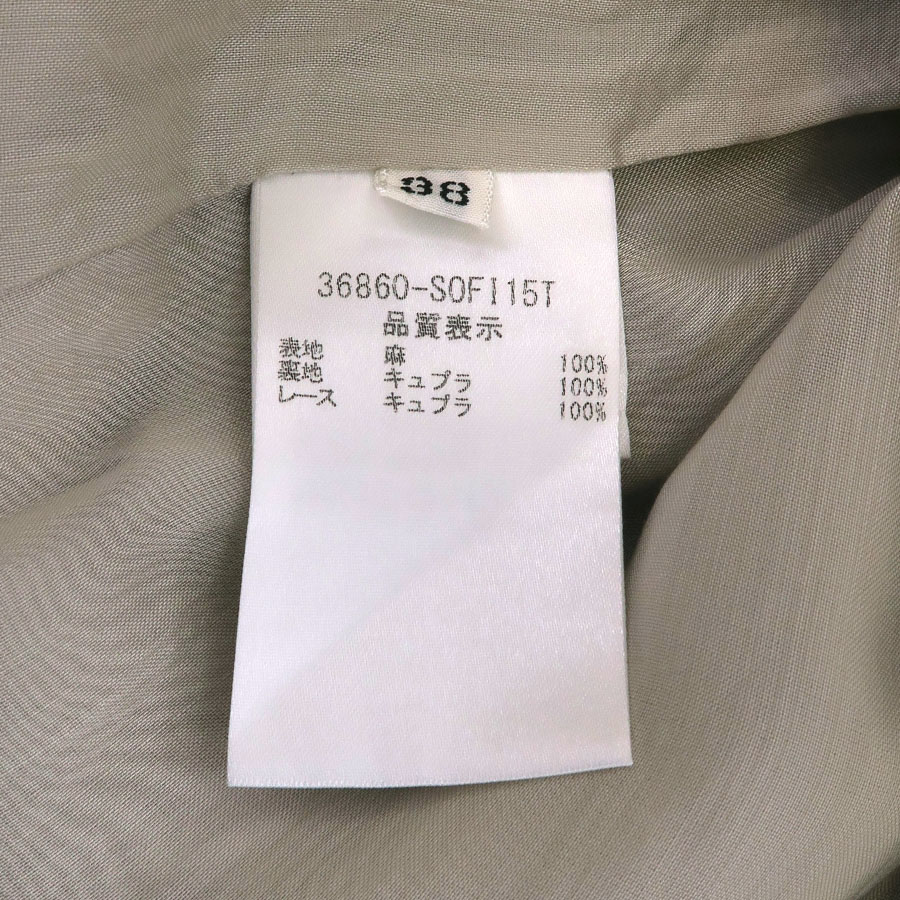 38
36860-SOFI15T
品質表示
表地 麻 100%
裏地 キュプラ 100%
レース キュプラ 100%